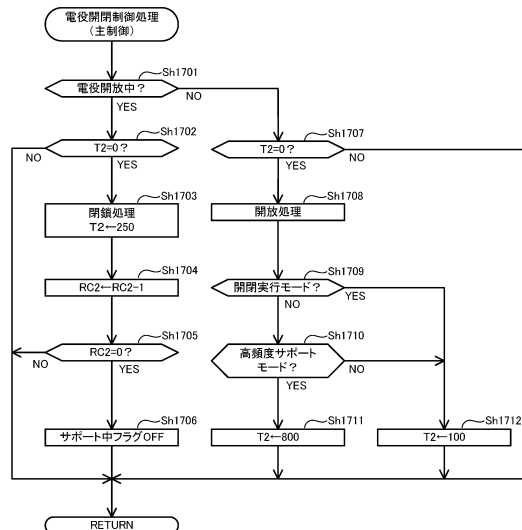 電役開閉制御処理
(主制御)
Sh1701
電役開放中?
NO
YES
Sh1702
T2=0?
NO
YES
Sh1707
T2=0?
NO
YES
Sh1703
閉鎖処理
T2←250
Sh1708
開放処理
Sh1704
RC2←RC2-1
Sh1709
開閉実行モード?
YES
NO
Sh1705
RC2=0?
NO
YES
Sh1710
高頻度サポート
モード?
NO
YES
Sh1706
サポート中フラグOFF
Sh1711
T2←800
Sh1712
T2←100
RETURN